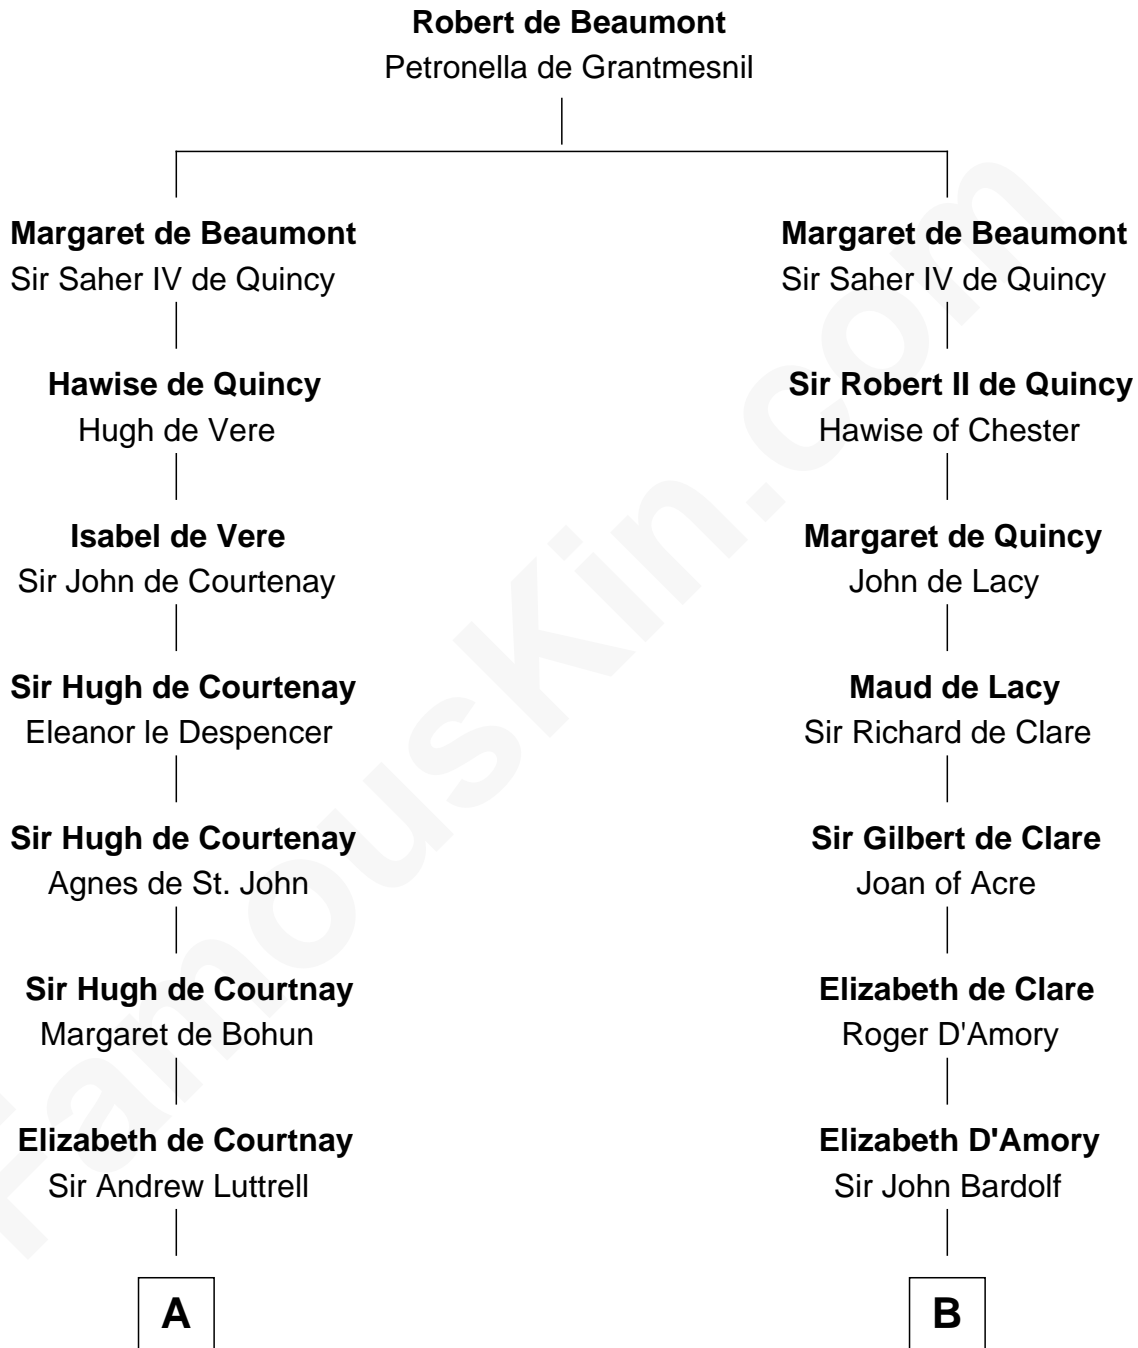 Robert de Beaumont
Petronella de Grantmesnil
Margaret de Beaumont
Sir Saher IV de Quincy
Margaret de Beaumont
Sir Saher IV de Quincy
Hawise de Quincy
Hugh de Vere
Sir Robert II de Quincy
Hawise of Chester
Isabel de Vere
Sir John de Courtenay
Margaret de Quincy
John de Lacy
Sir Hugh de Courtenay
Eleanor le Despencer
Maud de Lacy
Sir Richard de Clare
Sir Hugh de Courtenay
Agnes de St. John
Sir Gilbert de Clare
Joan of Acre
Sir Hugh de Courtnay
Margaret de Bohun
Elizabeth de Clare
Roger D'Amory
Elizabeth de Courtnay
Sir Andrew Luttrell
Elizabeth D'Amory
Sir John Bardolf
A
B
FamousKin.com